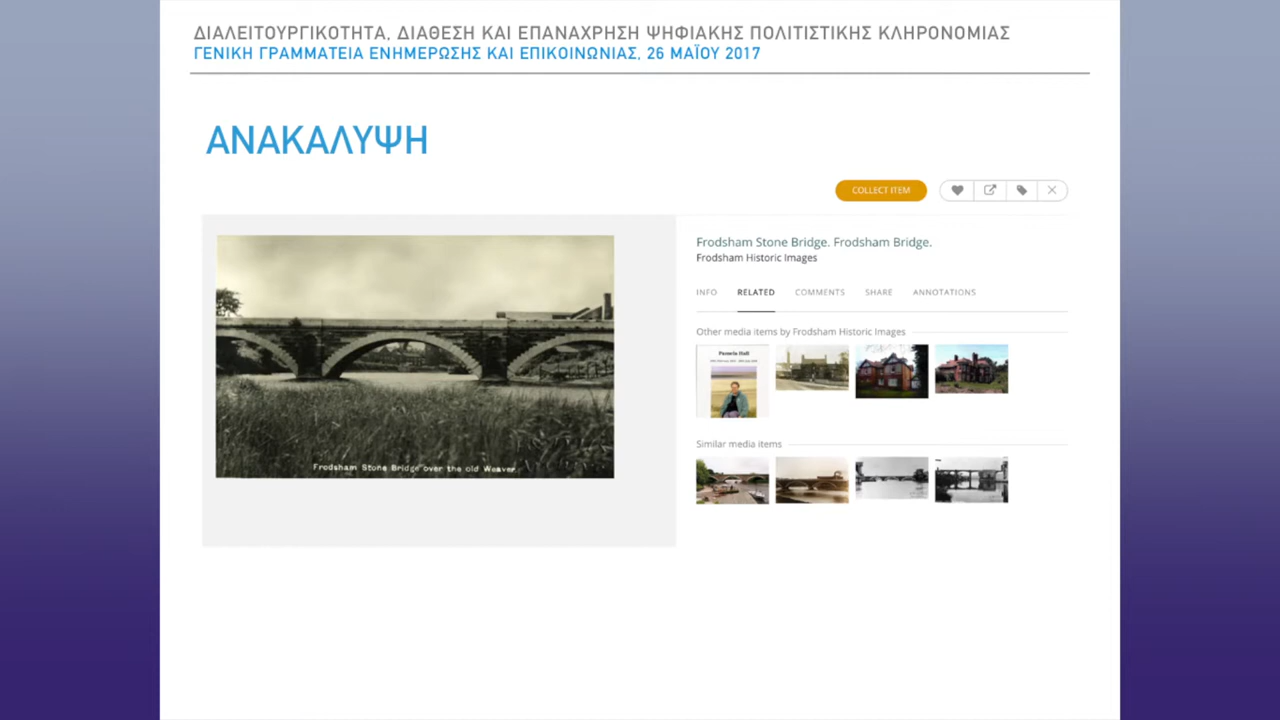 ΔΙΑΛΕΙΤΟΥΡΓΙΚΟΤΗΤΑ, ΔΙΑΘΕΣΗ ΚΑΙ ΕΠΑΝΑΧΡΗΣΗ ΨΗΦΙΑΚΗΣ ΠΟΛΙΤΙΣΤΙΚΗΣ ΚΛΗΡΟΝΟΜΙΑΣ
ΓΕΝΙΚΗ ΓΡΑΜΜΑΤΕΙΑ ΕΝΗΜΕΡΩΣΗΣ ΚΑΙ ΕΠΙΚΟΙΝΩΝΙΑΣ, 26 ΜΑΪΟΥ 2017
ΑΝΑΚΑΛΥΨΗ
COLLECT ITEM
Frodsham Stone Bridge. Frodsham Bridge.
Frodsham Historic Images
INFO RELATED COMMENTS SHARE ANNOTATIONS
Other media items by Frodsham Historic Images
Pamela Hall
Similar media items
Frodsham Stone Bridge over the old Weaver